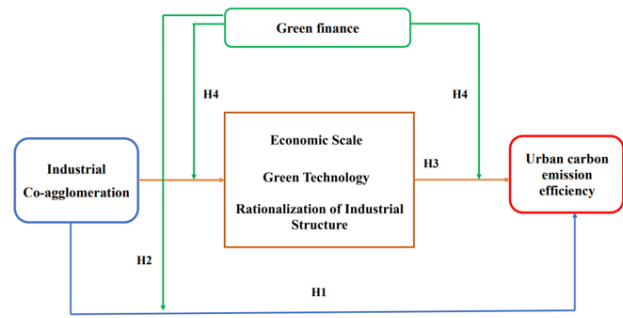 Green finance
H4
H4
Economic Scale
H3
Urban carbon
emission
efficiency
Industrial
Co-agglomeration
Green Technology
Rationalization of Industrial
Structure
H2
H1